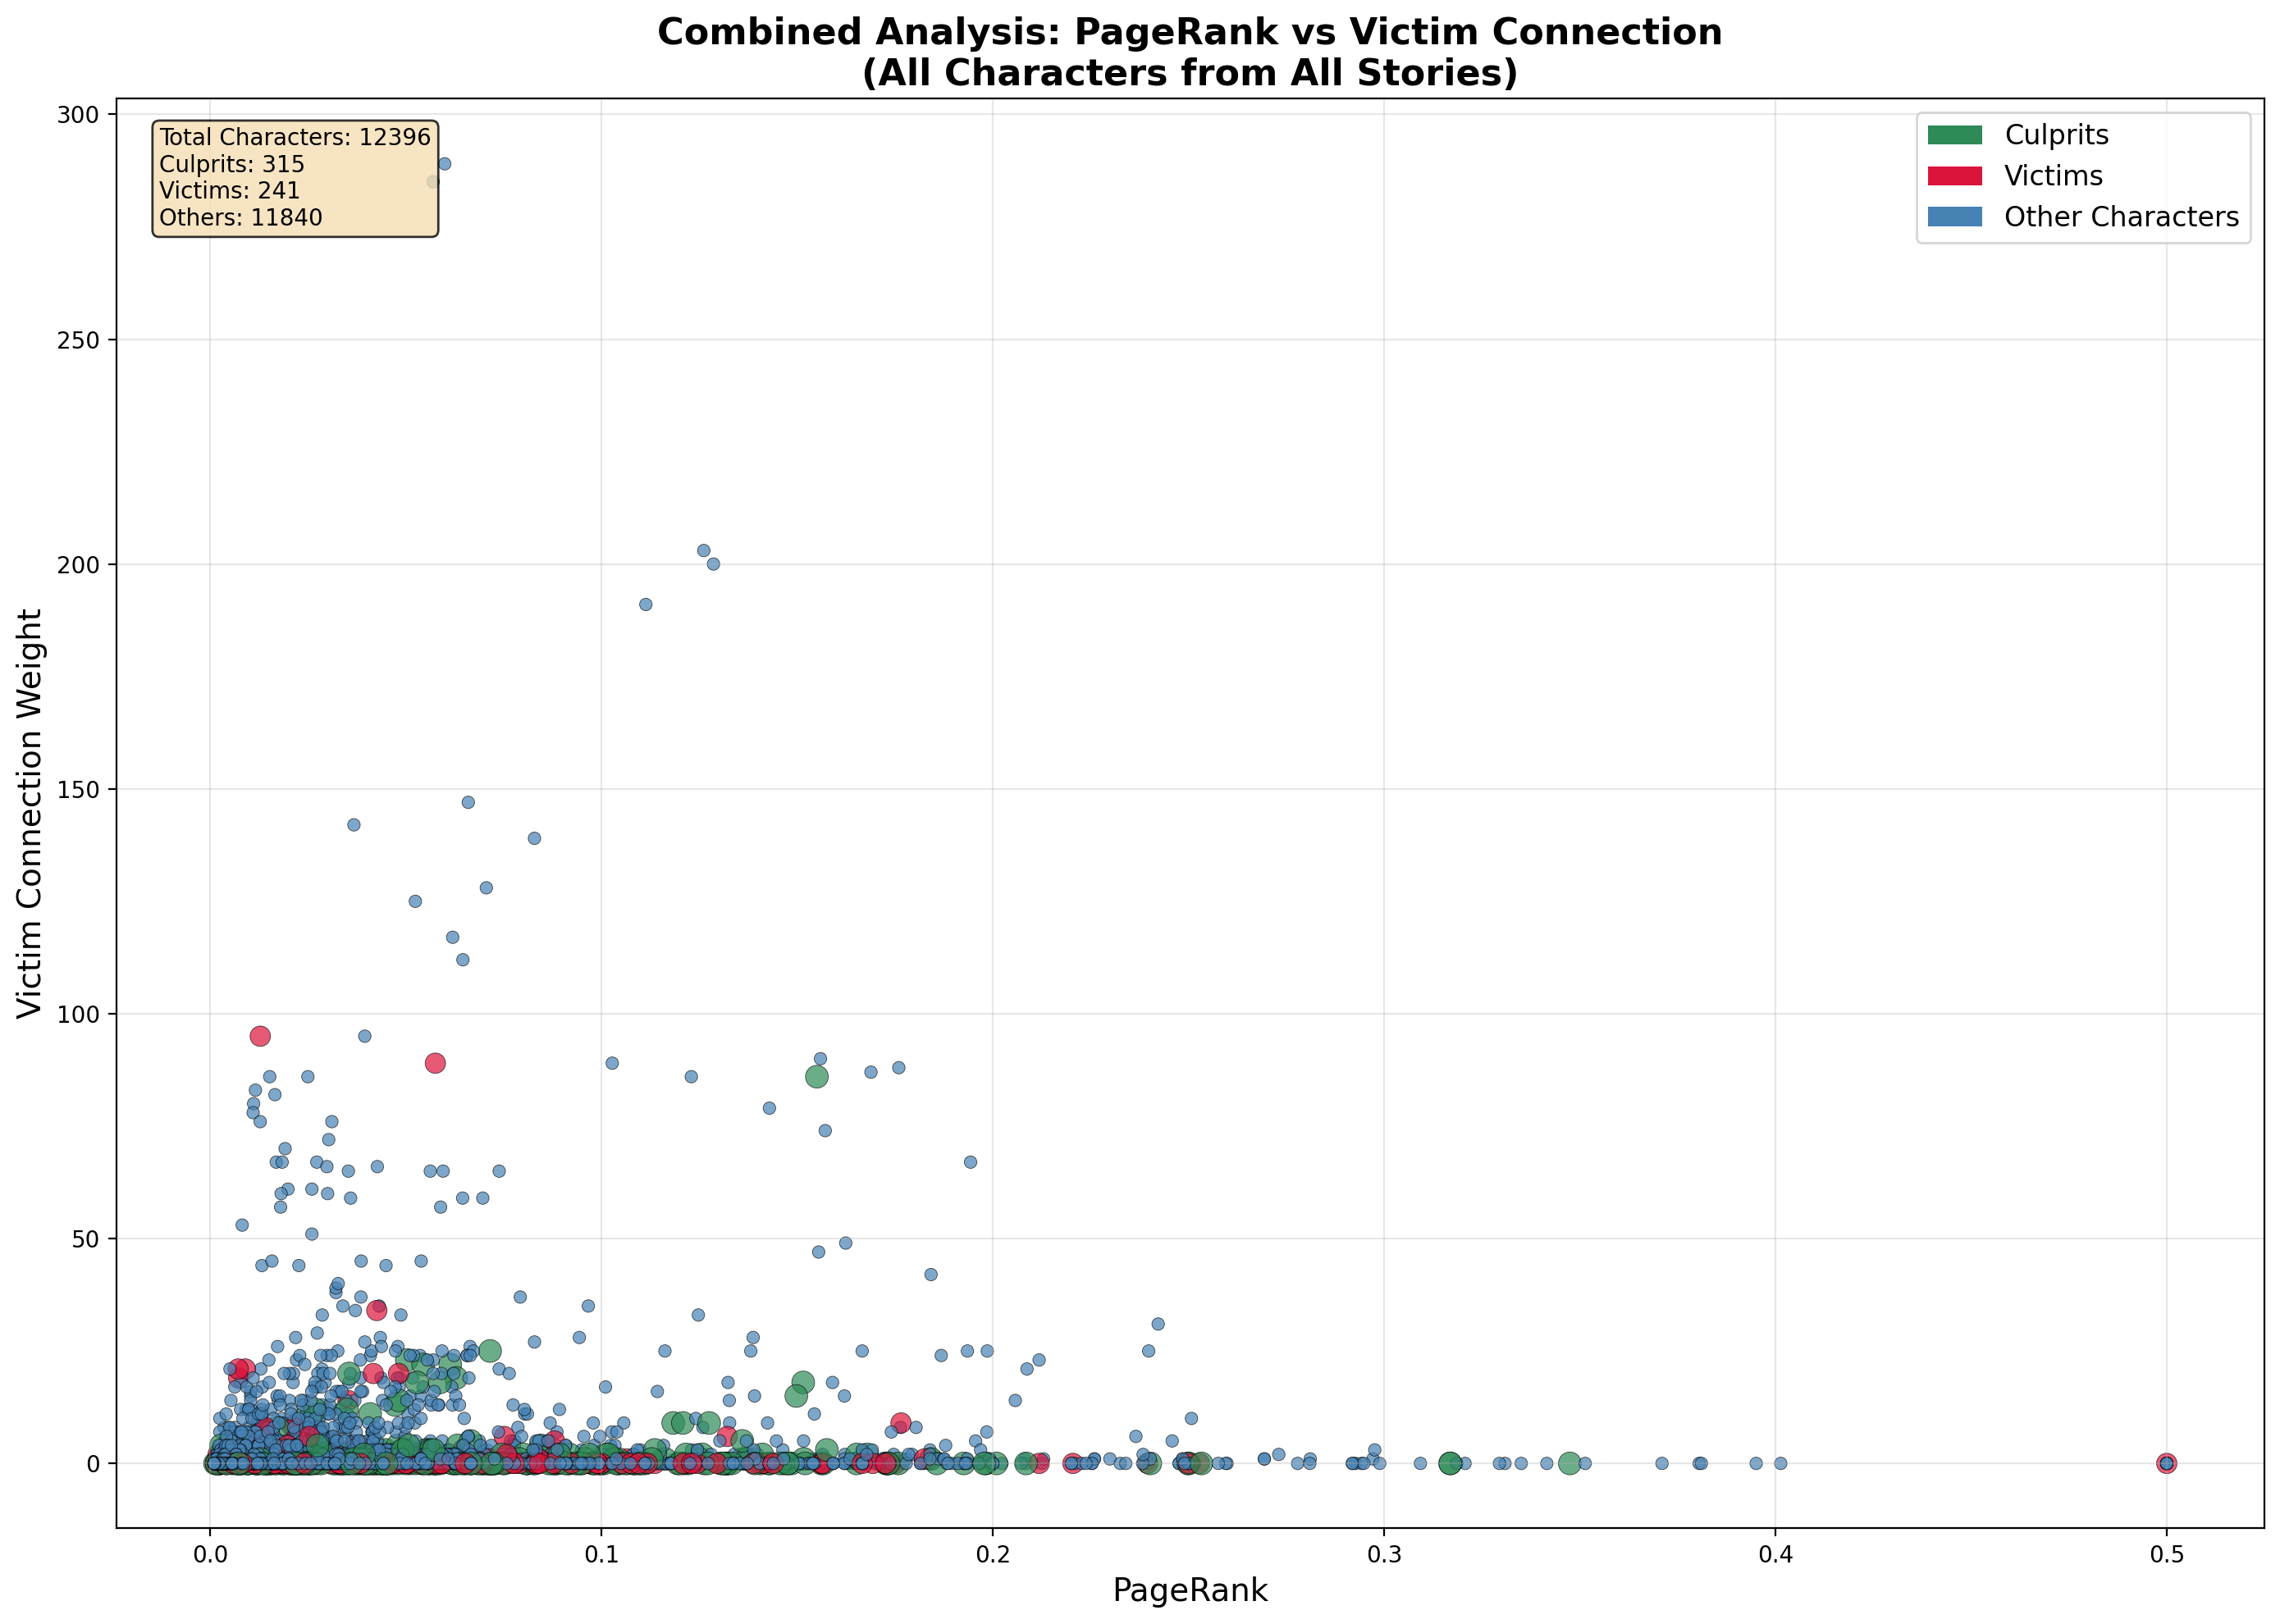 Combined Analysis: PageRank vs Victim Connection
(All Characters from All Stories)
Total Characters: 12396
Culprits: 315
Victims: 241
Others: 11840
Culprits
Victims
Other Characters
Victim Connection Weight
300
250
200
150
100
50
0
0.0
0.1
0.2
0.3
0.4
0.5
PageRank